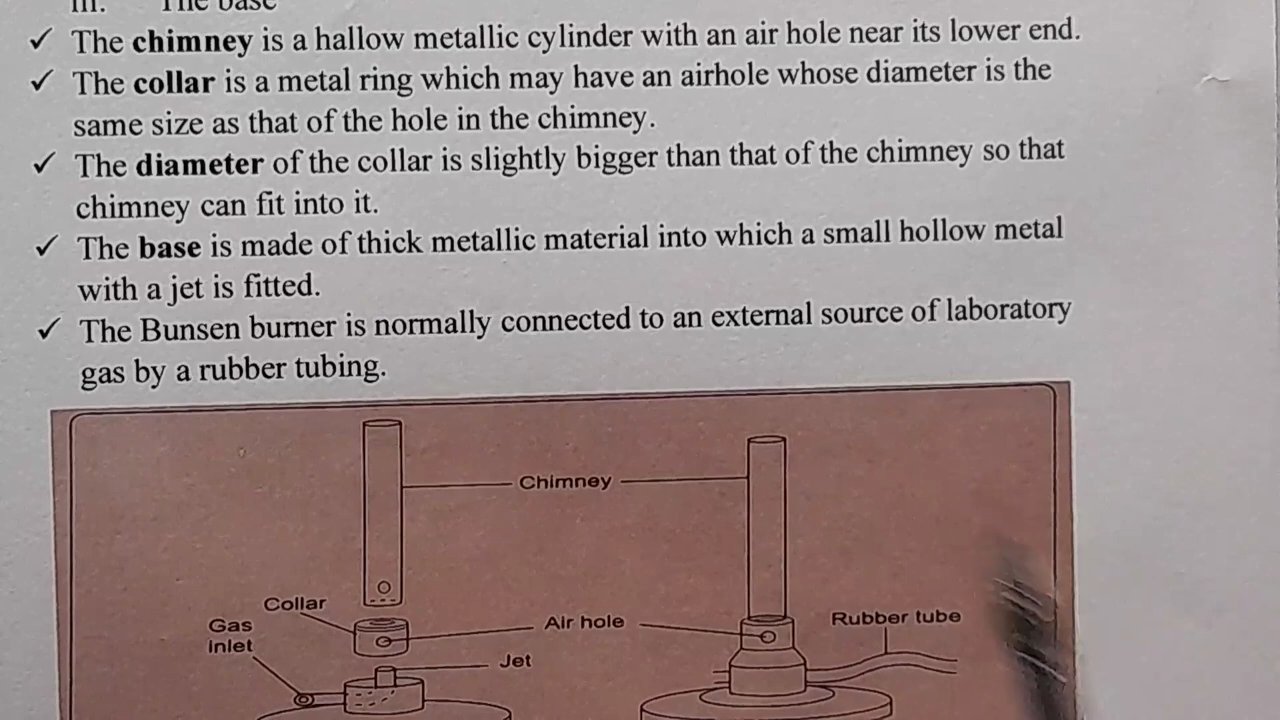 III. The base
✓ The chimney is a hallow metallic cylinder with an air hole near its lower end.
✓ The collar is a metal ring which may have an airhole whose diameter is the
same size as that of the hole in the chimney.
✓ The diameter of the collar is slightly bigger than that of the chimney so that
chimney can fit into it.
✓ The base is made of thick metallic material into which a small hollow metal
with a jet is fitted.
✓ The Bunsen burner is normally connected to an external source of laboratory
gas by a rubber tubing.
Chimney
Collar
Gas
inlet
Air hole
Rubber tube
Jet